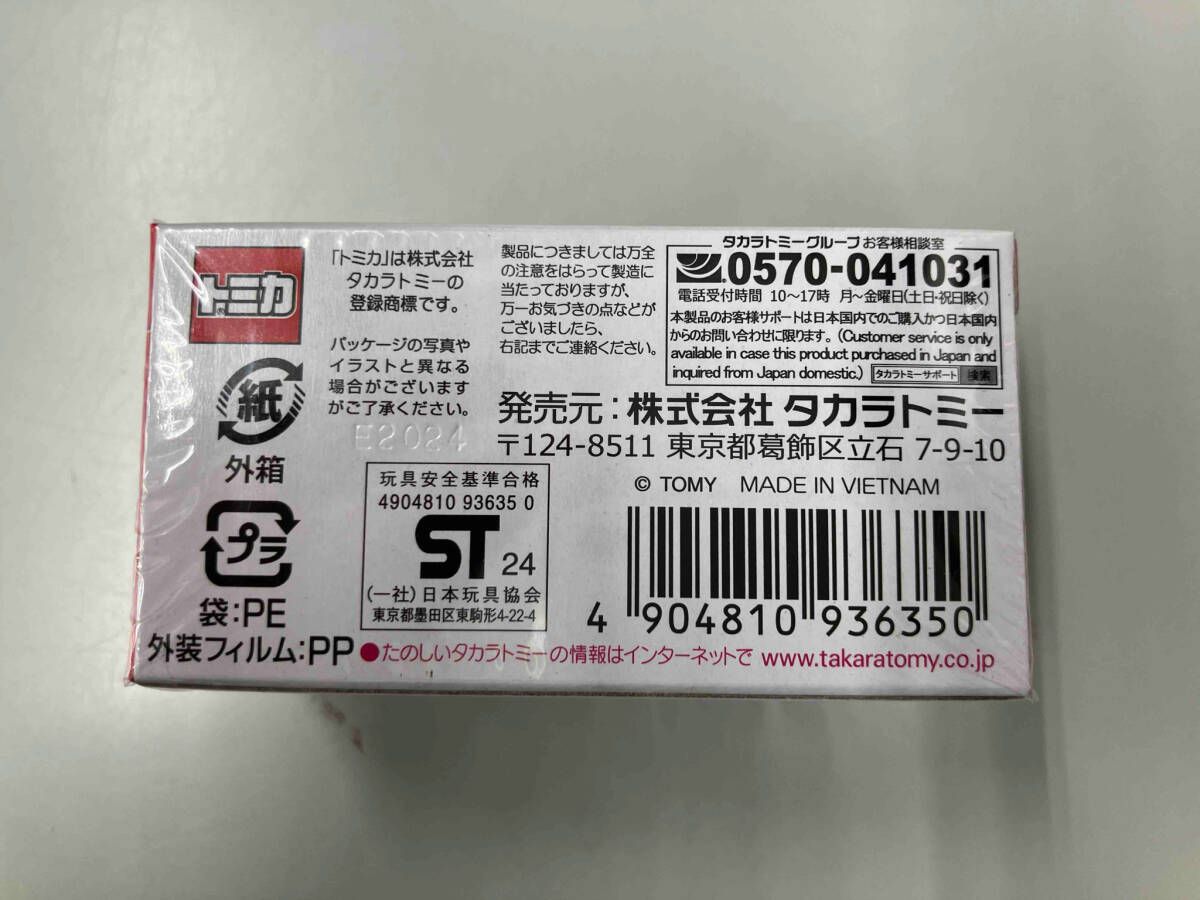 トミカ®
「トミカ」は株式会社
タカラトミーの
登録商標です。
パッケージの写真や
イラストと異なる
場合がございます
がご了承ください。
製品につきましては万全
の注意をはらって製造に
当たっておりますが、
万一お気づきの点などが
ございましたら、
右記までご連絡ください。
タカラトミーグループ お客様相談室
0570-041031
電話受付時間 10〜17時 月〜金曜日(土日・祝日除く)
本製品のお客様サポートは日本国内でのご購入かつ日本国内
からのお問い合わせに限ります。(Customer service is only
available in case this product purchased in Japan and
inquired from Japan domestic.) タカラトミーサポート 検索
発売元:株式会社 タカラトミー
〒124-8511 東京都葛飾区立石 7-9-10
© TOMY MADE IN VIETNAM
紙
外箱
プラ
袋:PE
外装フィルム:PP
玩具安全基準合格
4904810 93635 0
ST 24
(一社)日本玩具協会
東京都墨田区東駒形4-22-4
4 904810 936350
●たのしいタカラトミーの情報はインターネットで www.takaratomy.co.jp